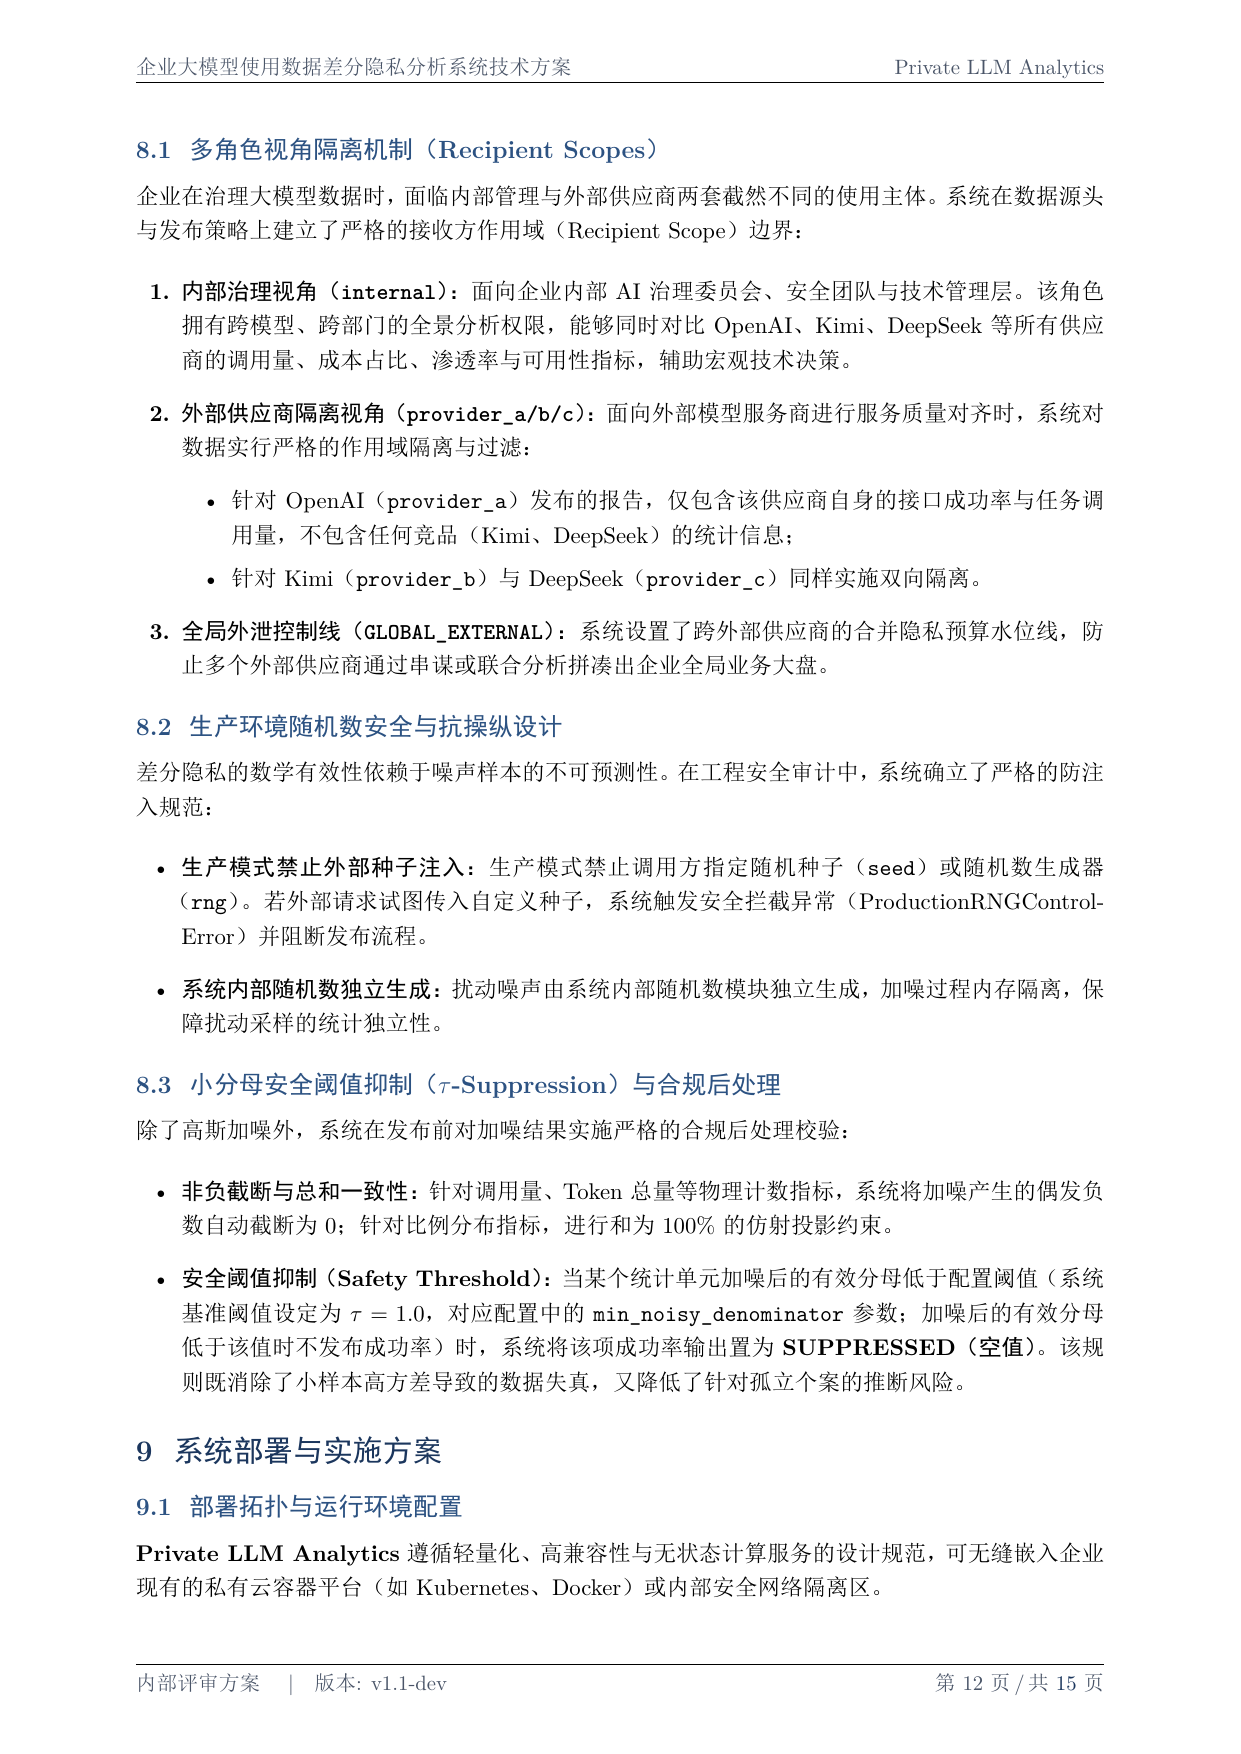 企业大模型使用数据差分隐私分析系统技术方案 Private LLM Analytics
8.1 多角色视角隔离机制（Recipient Scopes）
企业在治理大模型数据时，面临内部管理与外部供应商两套截然不同的使用主体。系统在数据源头
与发布策略上建立了严格的接收方作用域（Recipient Scope）边界：
1. 内部治理视角（internal）：面向企业内部 AI 治理委员会、安全团队与技术管理层。该角色
拥有跨模型、跨部门的全景分析权限，能够同时对比 OpenAI、Kimi、DeepSeek 等所有供应
商的调用量、成本占比、渗透率与可用性指标，辅助宏观技术决策。
2. 外部供应商隔离视角（provider_a/b/c）：面向外部模型服务商进行服务质量对齐时，系统对
数据实行严格的作用域隔离与过滤：
• 针对 OpenAI（provider_a）发布的报告，仅包含该供应商自身的接口成功率与任务调
用量，不包含任何竞品（Kimi、DeepSeek）的统计信息；
• 针对 Kimi（provider_b）与 DeepSeek（provider_c）同样实施双向隔离。
3. 全局外泄控制线（GLOBAL_EXTERNAL）：系统设置了跨外部供应商的合并隐私预算水位线，防
止多个外部供应商通过串谋或联合分析拼凑出企业全局业务大盘。
8.2 生产环境随机数安全与抗操纵设计
差分隐私的数学有效性依赖于噪声样本的不可预测性。在工程安全审计中，系统确立了严格的防注
入规范：
• 生产模式禁止外部种子注入：生产模式禁止调用方指定随机种子（seed）或随机数生成器
（rng）。若外部请求试图传入自定义种子，系统触发安全拦截异常（ProductionRNGControl-
Error）并阻断发布流程。
• 系统内部随机数独立生成：扰动噪声由系统内部随机数模块独立生成，加噪过程内存隔离，保
障扰动采样的统计独立性。
8.3 小分母安全阈值抑制（τ-Suppression）与合规后处理
除了高斯加噪外，系统在发布前对加噪结果实施严格的合规后处理校验：
• 非负截断与总和一致性：针对调用量、Token 总量等物理计数指标，系统将加噪产生的偶发负
数自动截断为 0；针对比例分布指标，进行和为 100% 的仿射投影约束。
• 安全阈值抑制（Safety Threshold）：当某个统计单元加噪后的有效分母低于配置阈值（系统
基准阈值设定为 τ = 1.0，对应配置中的 min_noisy_denominator 参数；加噪后的有效分母
低于该值时不发布成功率）时，系统将该项成功率输出置为 SUPPRESSED（空值）。该规
则既消除了小样本高方差导致的数据失真，又降低了针对孤立个案的推断风险。
9 系统部署与实施方案
9.1 部署拓扑与运行环境配置
Private LLM Analytics 遵循轻量化、高兼容性与无状态计算服务的设计规范，可无缝嵌入企业
现有的私有云容器平台（如 Kubernetes、Docker）或内部安全网络隔离区。
内部评审方案 | 版本: v1.1-dev 第 12 页 / 共 15 页